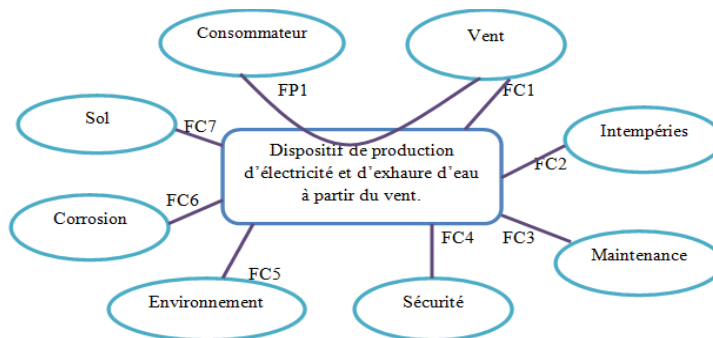 Consommateur
Vent
FP1
FC1
Sol
FC7
Intempéries
Dispositif de production
d'électricité et d'exhaure d'eau
à partir du vent.
FC2
FC6
Corrosion
FC4
FC3
Maintenance
FC5
Environnement
Sécurité